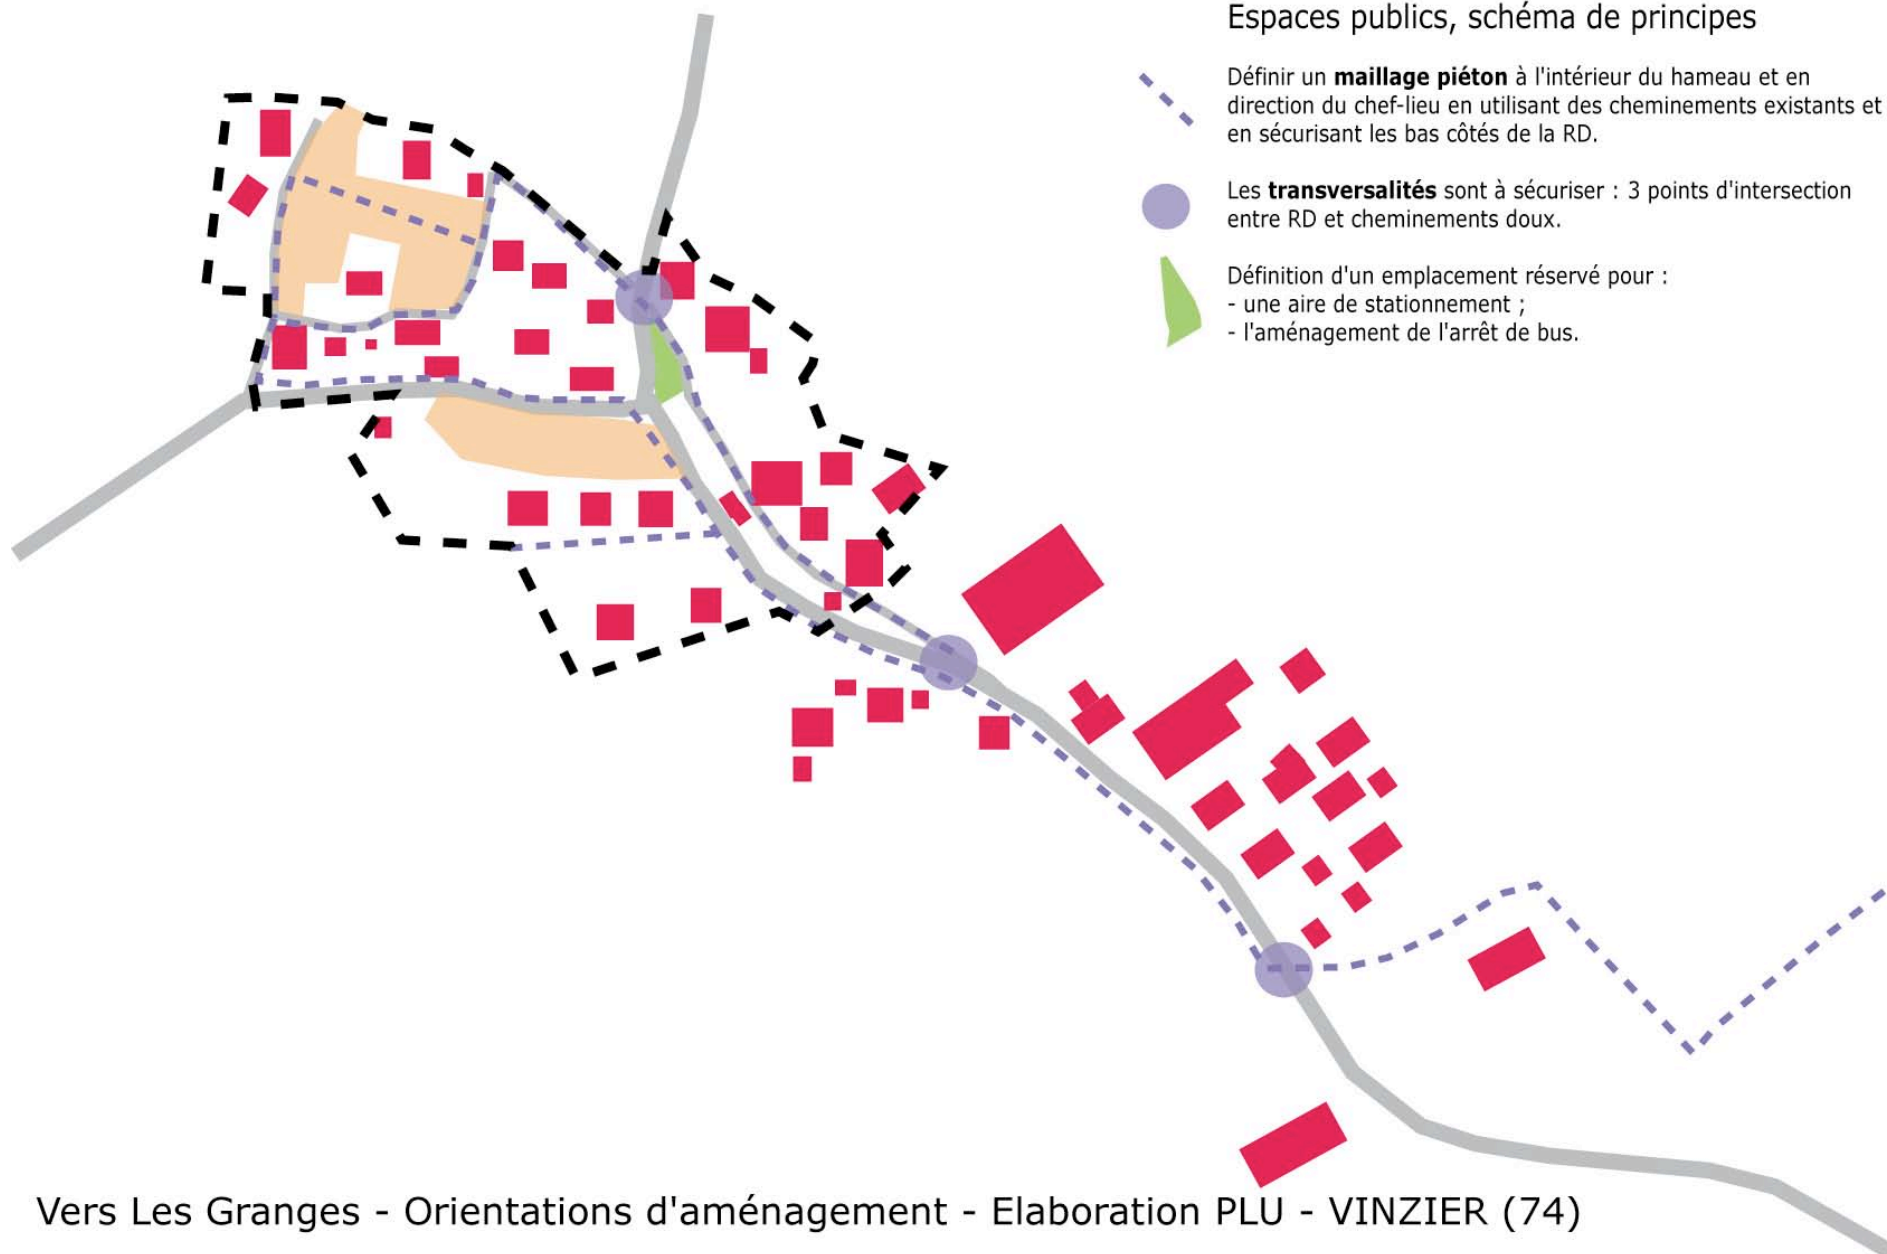 Espaces publics, schéma de principes
Définir un maillage piéton à l'intérieur du hameau et en
direction du chef-lieu en utilisant des cheminements existants et
en sécurisant les bas côtés de la RD.
Les transversalités sont à sécuriser : 3 points d'intersection
entre RD et cheminements doux.
Définition d'un emplacement réservé pour :
- une aire de stationnement ;
- l'aménagement de l'arrêt de bus.
Vers Les Granges - Orientations d'aménagement - Elaboration PLU - VINZIER (74)